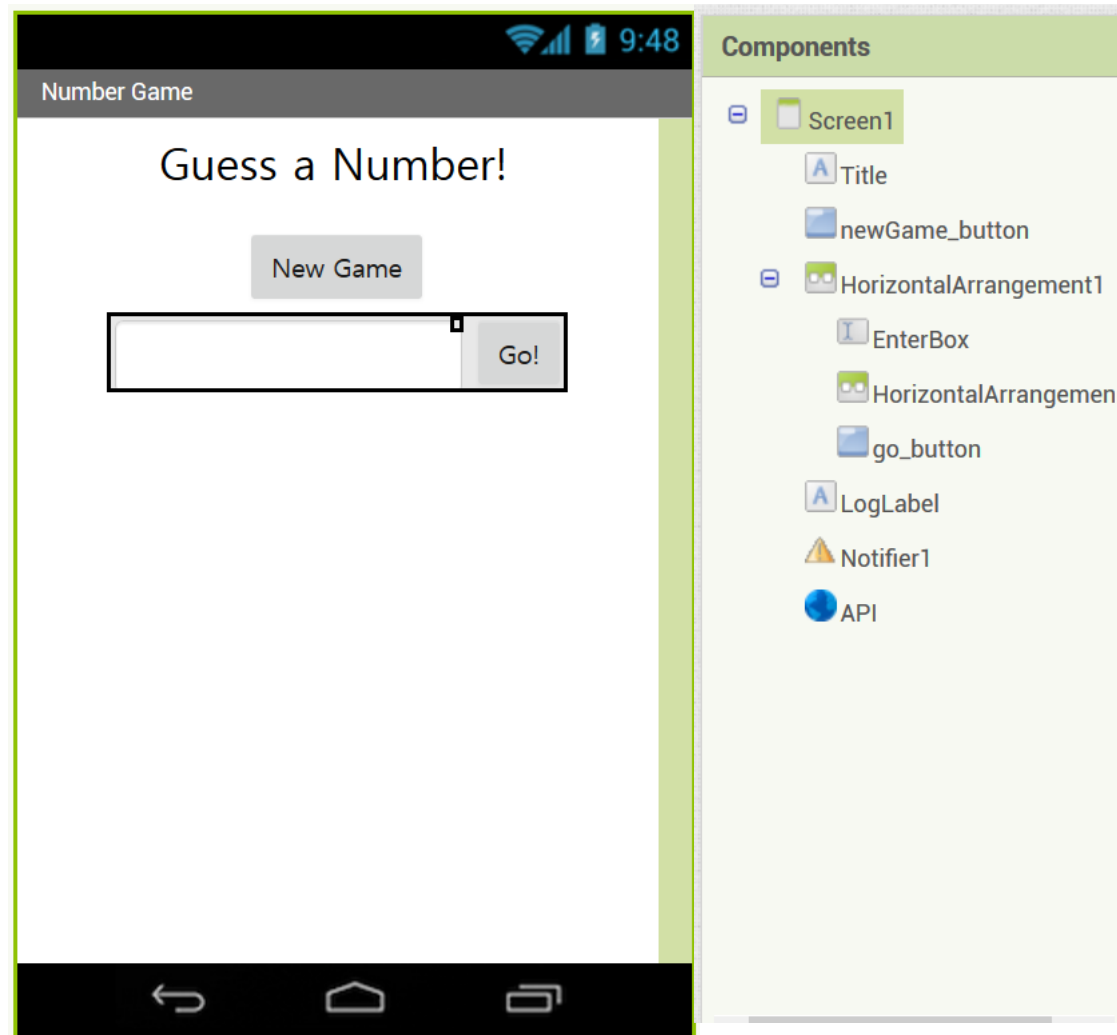 9:48
Number Game
Guess a Number!
New Game
Go!
Components
Screen1
A Title
newGame_button
HorizontalArrangement1
I EnterBox
HorizontalArrangemen
go_button
A LogLabel
Notifier1
API